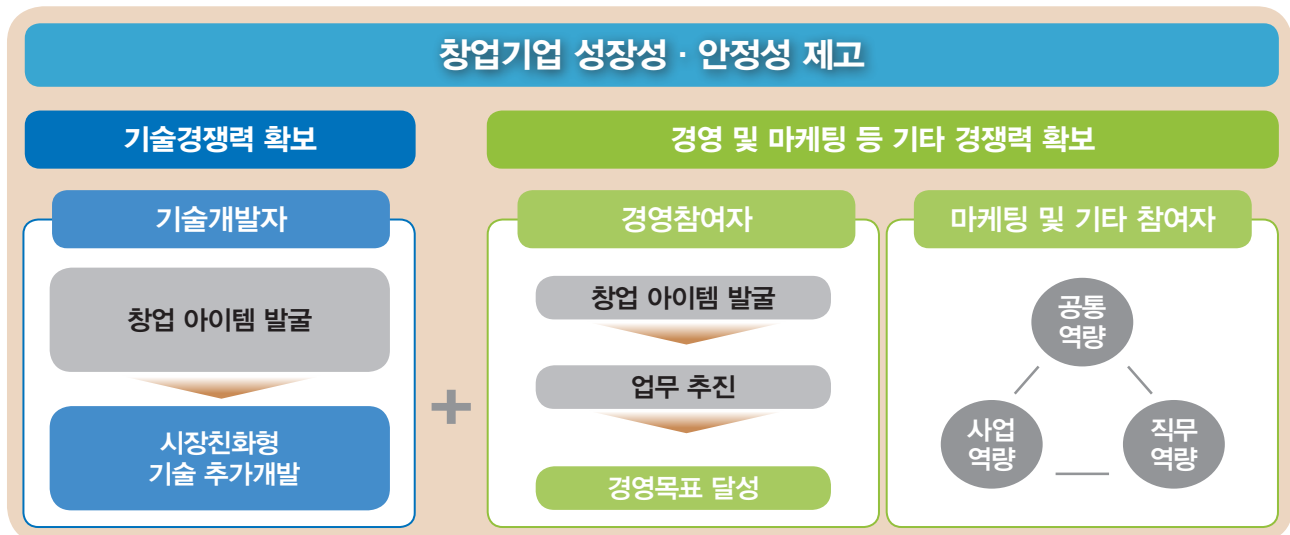 창업기업 성장성 · 안정성 제고
기술경쟁력 확보
경영 및 마케팅 등 기타 경쟁력 확보
기술개발자
창업 아이템 발굴
시장친화형
기술 추가개발
+
경영참여자
창업 아이템 발굴
업무 추진
경영목표 달성
마케팅 및 기타 참여자
공통
역량
사업
역량
직무
역량